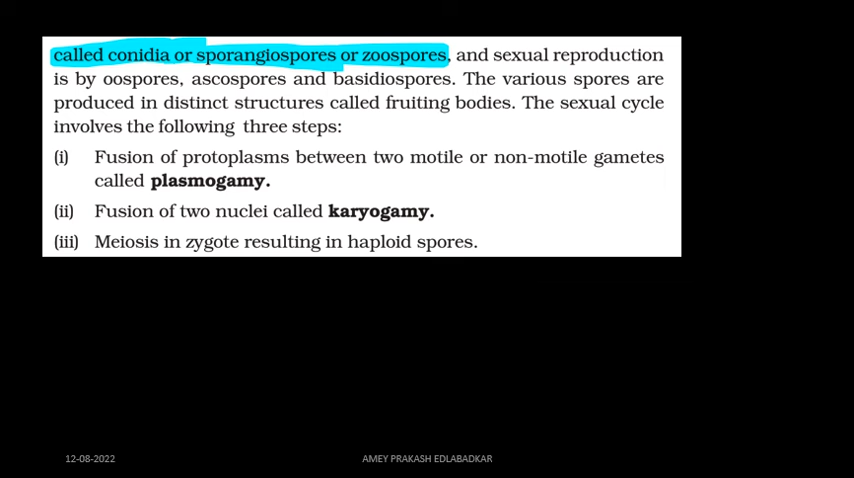 called conidia or sporangiospores or zoospores, and sexual reproduction
is by oospores, ascospores and basidiospores. The various spores are
produced in distinct structures called fruiting bodies. The sexual cycle
involves the following three steps:
(i) Fusion of protoplasms between two motile or non-motile gametes
called plasmogamy.
(ii) Fusion of two nuclei called karyogamy.
(iii) Meiosis in zygote resulting in haploid spores.
12-08-2022 AMEY PRAKASH EDLABADKAR